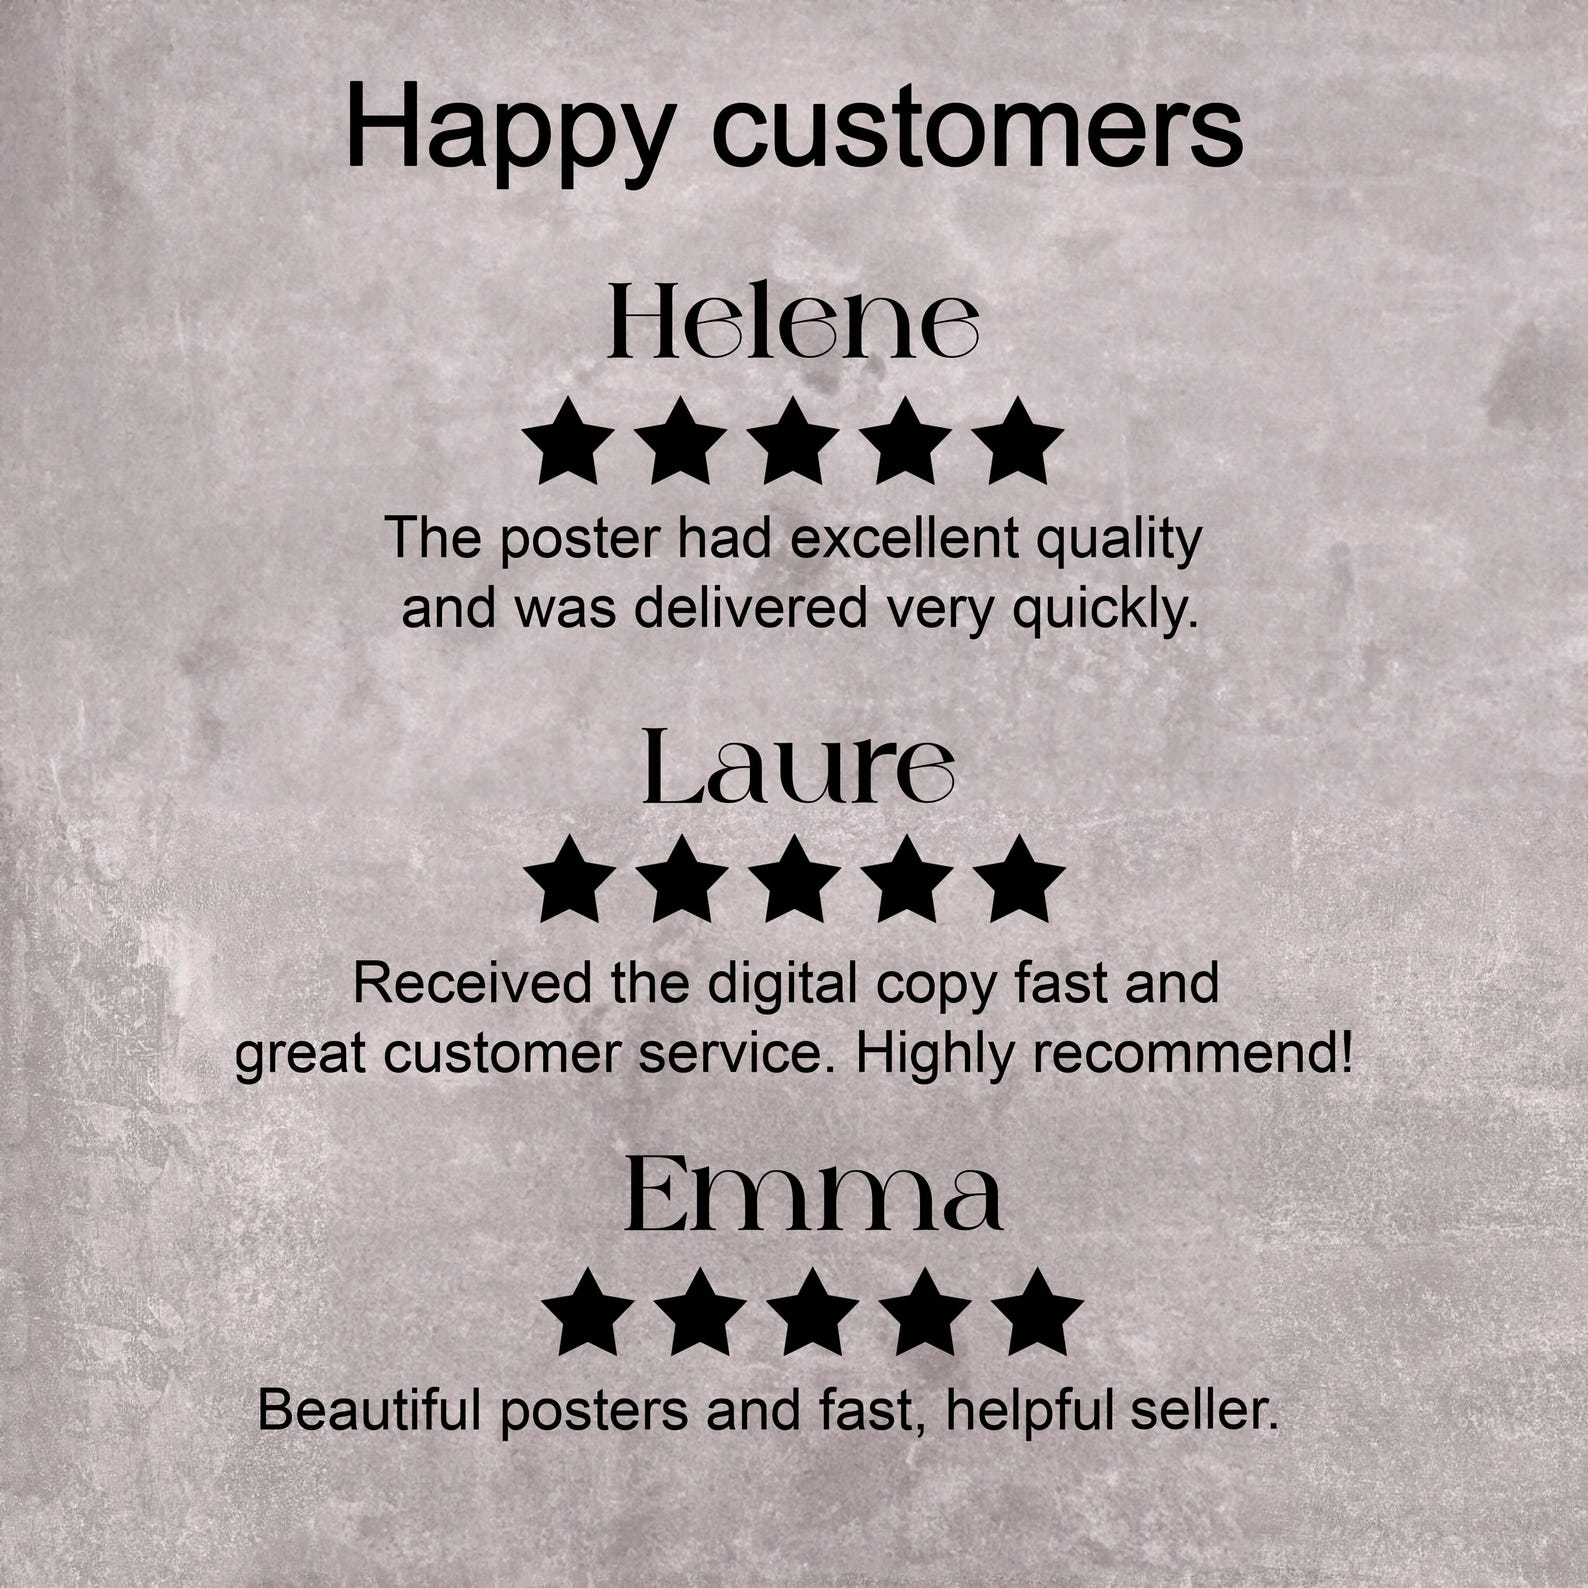 Happy customers
Helene
The poster had excellent quality
and was delivered very quickly.
Laure
Received the digital copy fast and
great customer service. Highly recommend!
Emma
Beautiful posters and fast, helpful seller.